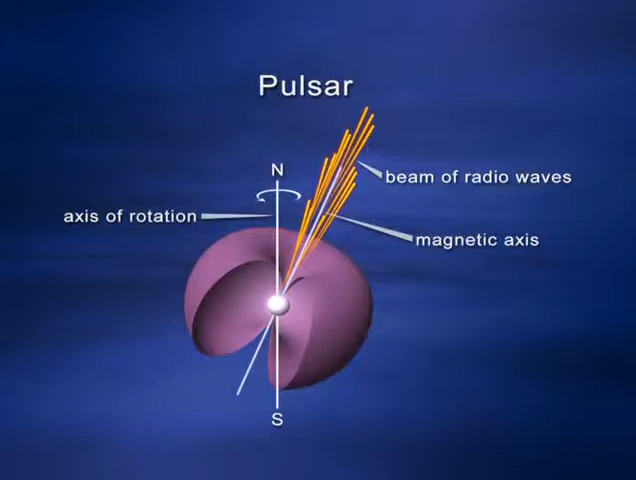 Pulsar
N
beam of radio waves
axis of rotation
magnetic axis
S